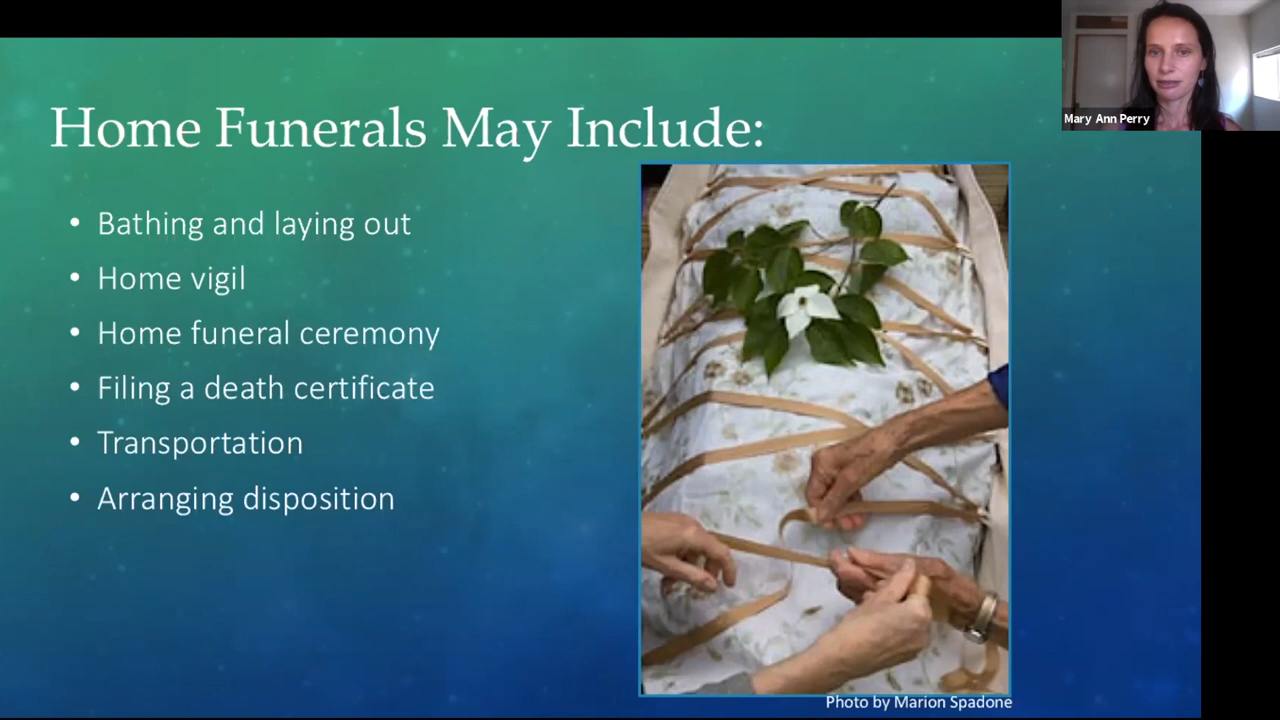 Home Funerals May Include:
• Bathing and laying out
• Home vigil
• Home funeral ceremony
• Filing a death certificate
• Transportation
• Arranging disposition
Photo by Marion Spadone
Mary Ann Perry